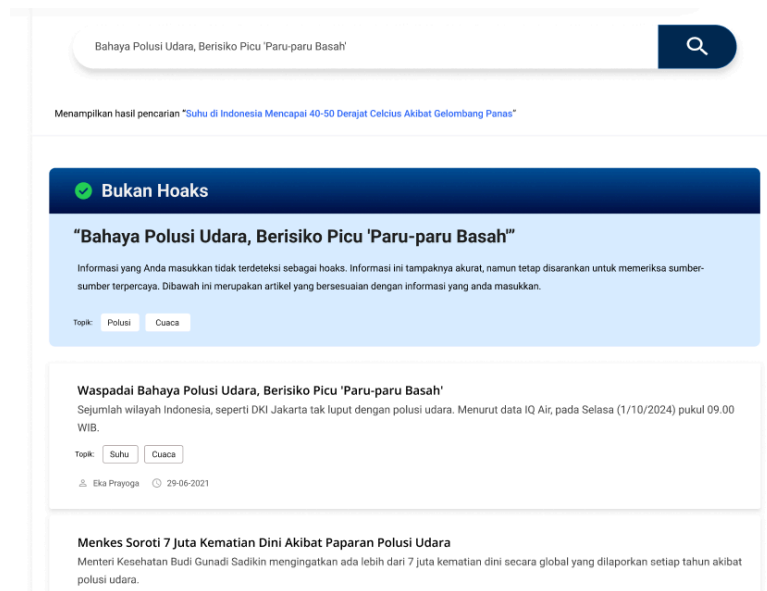 Bahaya Polusi Udara, Berisiko Picu 'Paru-paru Basah'
Menampilkan hasil pencarian "Suhu di Indonesia Mencapai 40-50 Derajat Celcius Akibat Gelombang Panas"
Bukan Hoaks
“Bahaya Polusi Udara, Berisiko Picu 'Paru-paru Basah'”
Informasi yang Anda masukkan tidak terdeteksi sebagai hoaks. Informasi ini tampaknya akurat, namun tetap disarankan untuk memeriksa sumber-
sumber terpercaya. Dibawah ini merupakan artikel yang bersesuaian dengan informasi yang anda masukkan.
Topik: Polusi Cuaca
Waspadai Bahaya Polusi Udara, Berisiko Picu 'Paru-paru Basah'
Sejumlah wilayah Indonesia, seperti DKI Jakarta tak luput dengan polusi udara. Menurut data IQ Air, pada Selasa (1/10/2024) pukul 09.00
WIB.
Topik: Suhu Cuaca
Eka Prayoga 29-06-2021
Menkes Soroti 7 Juta Kematian Dini Akibat Paparan Polusi Udara
Menteri Kesehatan Budi Gunadi Sadikin mengingatkan ada lebih dari 7 juta kematian dini secara global yang dilaporkan setiap tahun akibat
polusi udara.